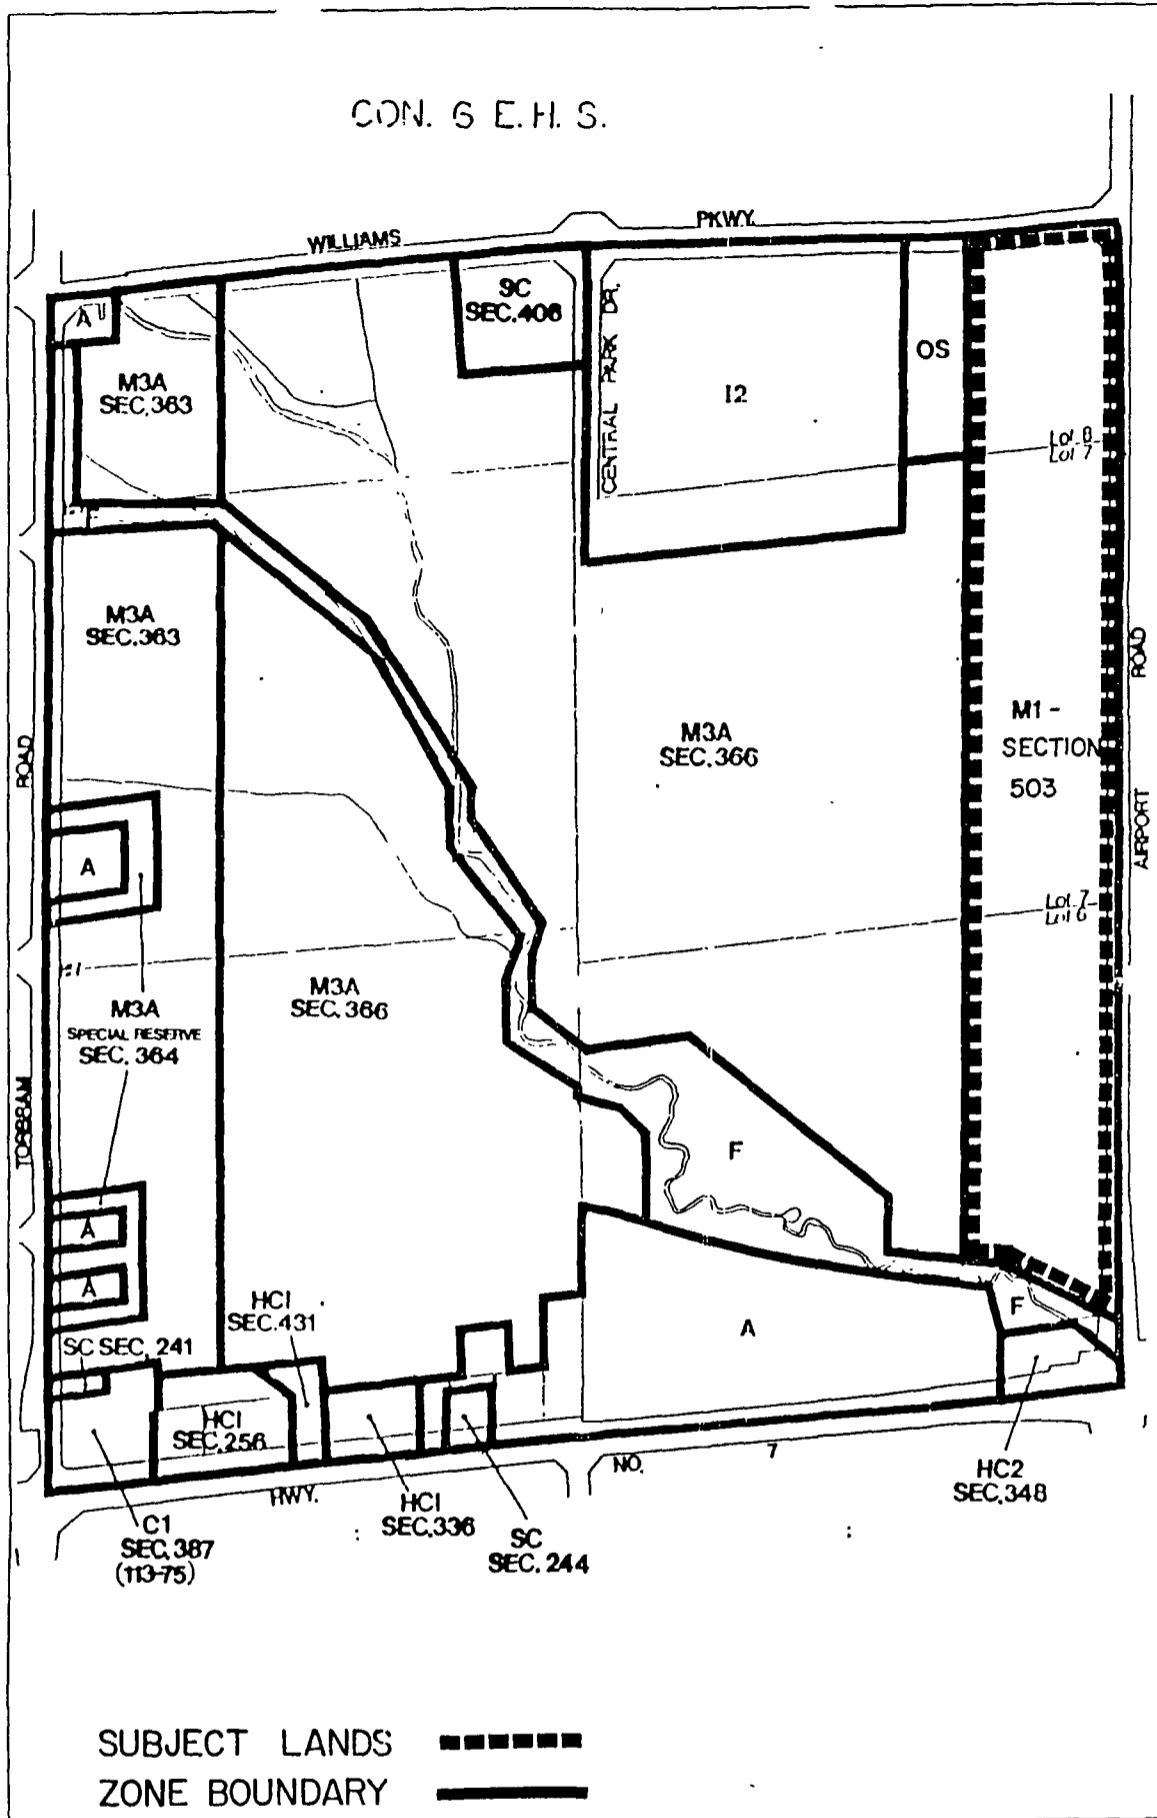 CON. 6 E. H. S.
WILLIAMS
PKWY.
A
SC
SEC.406
CENTRAL PARK DR.
I2
OS
M3A
SEC.363
Lot 8
Lot 7
M3A
SEC.363
ROAD
M3A
SEC.366
M1 -
SECTION
503
ROAD
AIRPORT
A
Lot 7
Lot 6
M3A
SPECIAL RESERVE
SEC. 364
M3A
SEC.366
TORBRAM
F
A
A
HC1
SEC.431
A
F
SC SEC. 241
HC1
SEC.256
HWY.
NO.
7
C1
SEC.387
(113-75)
HC1
SEC.336
SC
SEC. 244
HC2
SEC.348
SUBJECT LANDS
ZONE BOUNDARY